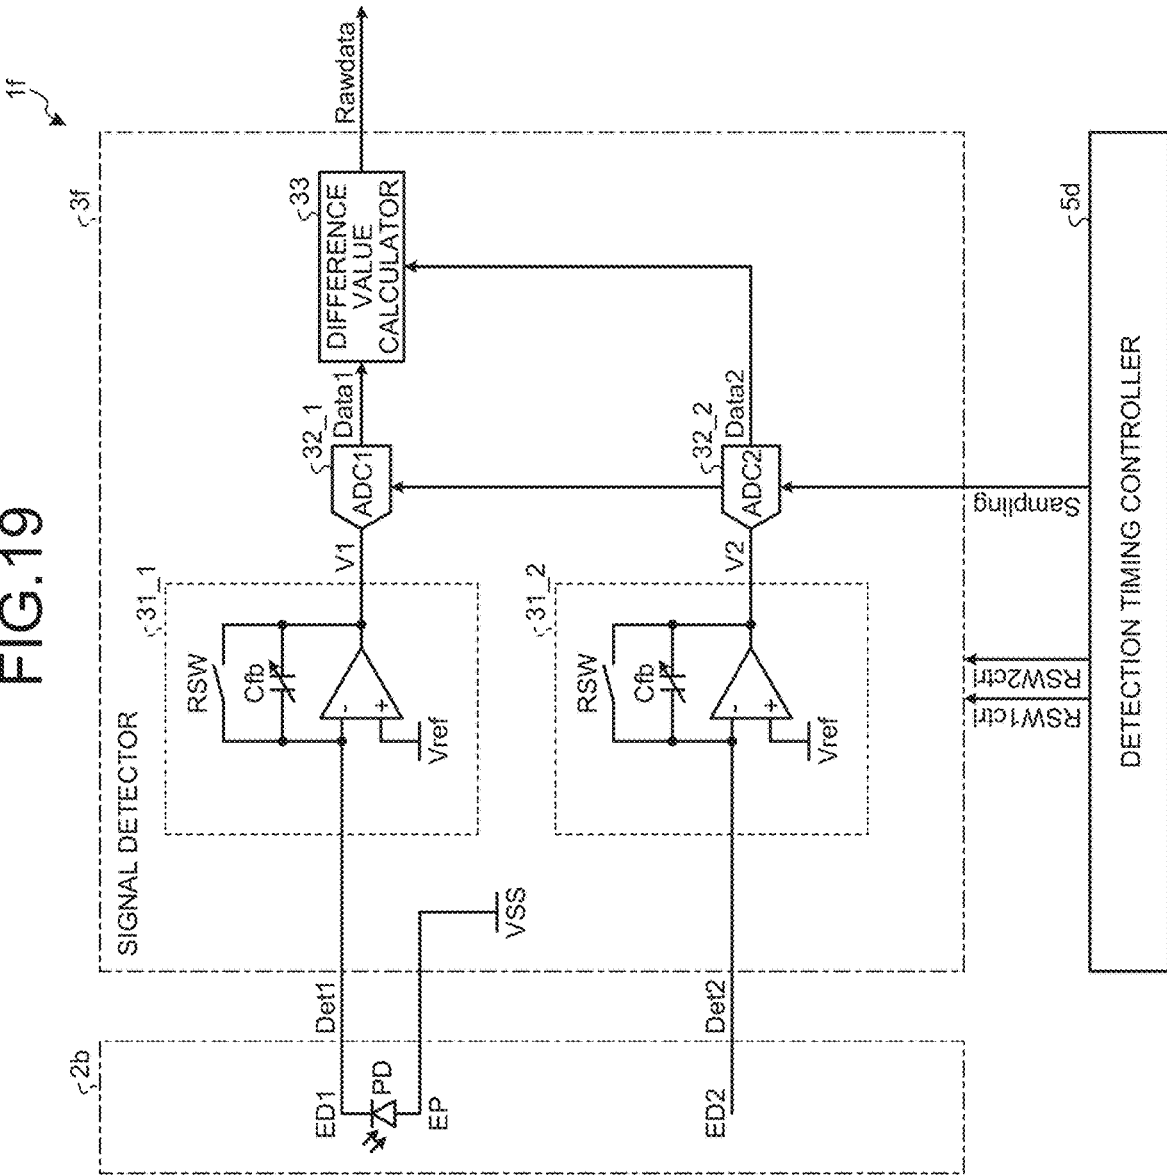 FIG.19
1f
3f
SIGNAL DETECTOR
2b
ED1
PD
EP
Det1
VSS
31_1
RSW
Cfb
-
+
Vref
V1
32_1
ADC1
Data1
33
DIFFERENCE
VALUE
CALCULATOR
Rawdata
ED2
Det2
31_2
RSW
Cfb
-
+
Vref
V2
32_2
ADC2
Data2
RSW1ctrl
RSW2ctrl
Sampling
5d
DETECTION TIMING CONTROLLER